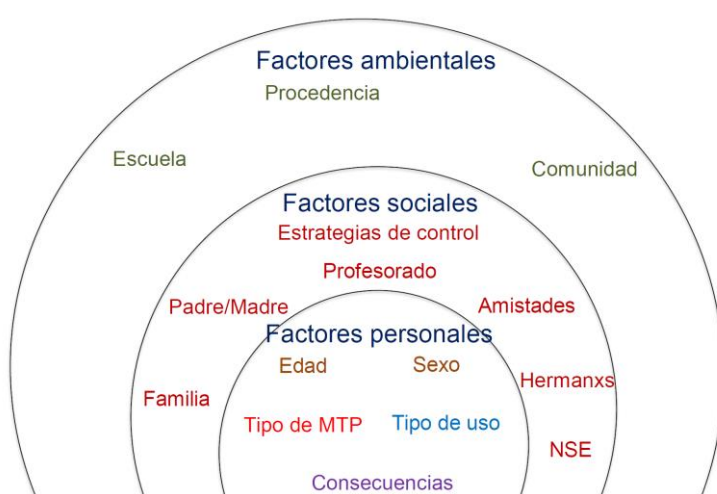 Factores ambientales
Procedencia
Escuela
Comunidad
Factores sociales
Estrategias de control
Profesorado
Padre/Madre
Amistades
Factores personales
Edad
Sexo
Hermanxs
Familia
Tipo de MTP
Tipo de uso
NSE
Consecuencias